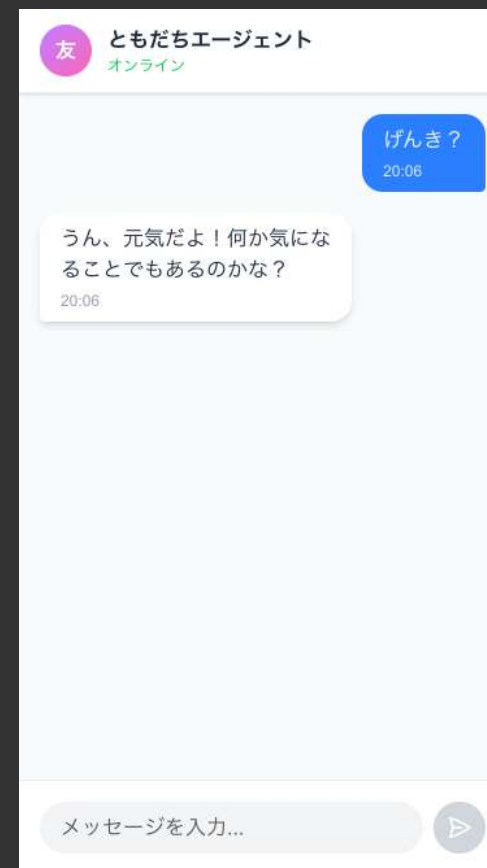 友
ともだちエージェント
オンライン
げんき？
20:06
うん、元気だよ！何か気にな
ることでもあるのかな？
20:06
メッセージを入力...